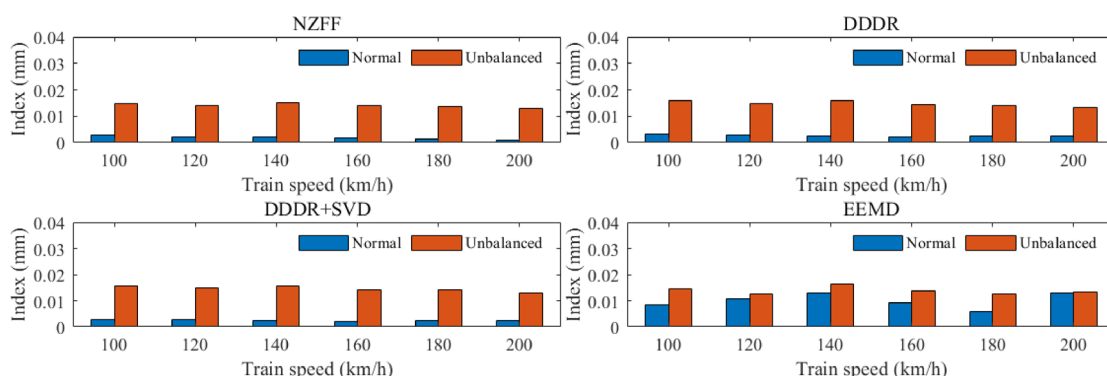 NZFF
0.04
0.03
0.02
0.01
0
Index (mm)
Normal Unbalanced
100 120 140 160 180 200
Train speed (km/h)
DDDR
0.04
0.03
0.02
0.01
0
Index (mm)
Normal Unbalanced
100 120 140 160 180 200
Train speed (km/h)
DDDR+SVD
0.04
0.03
0.02
0.01
0
Index (mm)
Normal Unbalanced
100 120 140 160 180 200
Train speed (km/h)
EEMD
0.04
0.03
0.02
0.01
0
Index (mm)
Normal Unbalanced
100 120 140 160 180 200
Train speed (km/h)